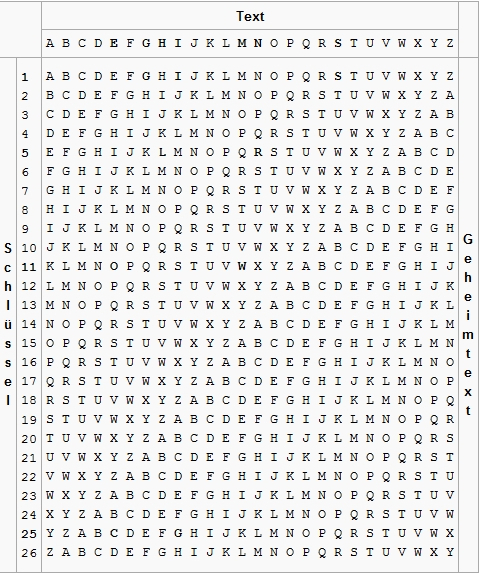 Text
A B C D E F G H I J K L M N O P Q R S T U V W X Y Z
Schlüssel
1 A B C D E F G H I J K L M N O P Q R S T U V W X Y Z
2 B C D E F G H I J K L M N O P Q R S T U V W X Y Z A
3 C D E F G H I J K L M N O P Q R S T U V W X Y Z A B
4 D E F G H I J K L M N O P Q R S T U V W X Y Z A B C
5 E F G H I J K L M N O P Q R S T U V W X Y Z A B C D
6 F G H I J K L M N O P Q R S T U V W X Y Z A B C D E
7 G H I J K L M N O P Q R S T U V W X Y Z A B C D E F
8 H I J K L M N O P Q R S T U V W X Y Z A B C D E F G
9 I J K L M N O P Q R S T U V W X Y Z A B C D E F G H
10 J K L M N O P Q R S T U V W X Y Z A B C D E F G H I
11 K L M N O P Q R S T U V W X Y Z A B C D E F G H I J
12 L M N O P Q R S T U V W X Y Z A B C D E F G H I J K
13 M N O P Q R S T U V W X Y Z A B C D E F G H I J K L
14 N O P Q R S T U V W X Y Z A B C D E F G H I J K L M
15 O P Q R S T U V W X Y Z A B C D E F G H I J K L M N
16 P Q R S T U V W X Y Z A B C D E F G H I J K L M N O
17 Q R S T U V W X Y Z A B C D E F G H I J K L M N O P
18 R S T U V W X Y Z A B C D E F G H I J K L M N O P Q
19 S T U V W X Y Z A B C D E F G H I J K L M N O P Q R
20 T U V W X Y Z A B C D E F G H I J K L M N O P Q R S
21 U V W X Y Z A B C D E F G H I J K L M N O P Q R S T
22 V W X Y Z A B C D E F G H I J K L M N O P Q R S T U
23 W X Y Z A B C D E F G H I J K L M N O P Q R S T U V
24 X Y Z A B C D E F G H I J K L M N O P Q R S T U V W
25 Y Z A B C D E F G H I J K L M N O P Q R S T U V W X
26 Z A B C D E F G H I J K L M N O P Q R S T U V W X Y
Geheimtext